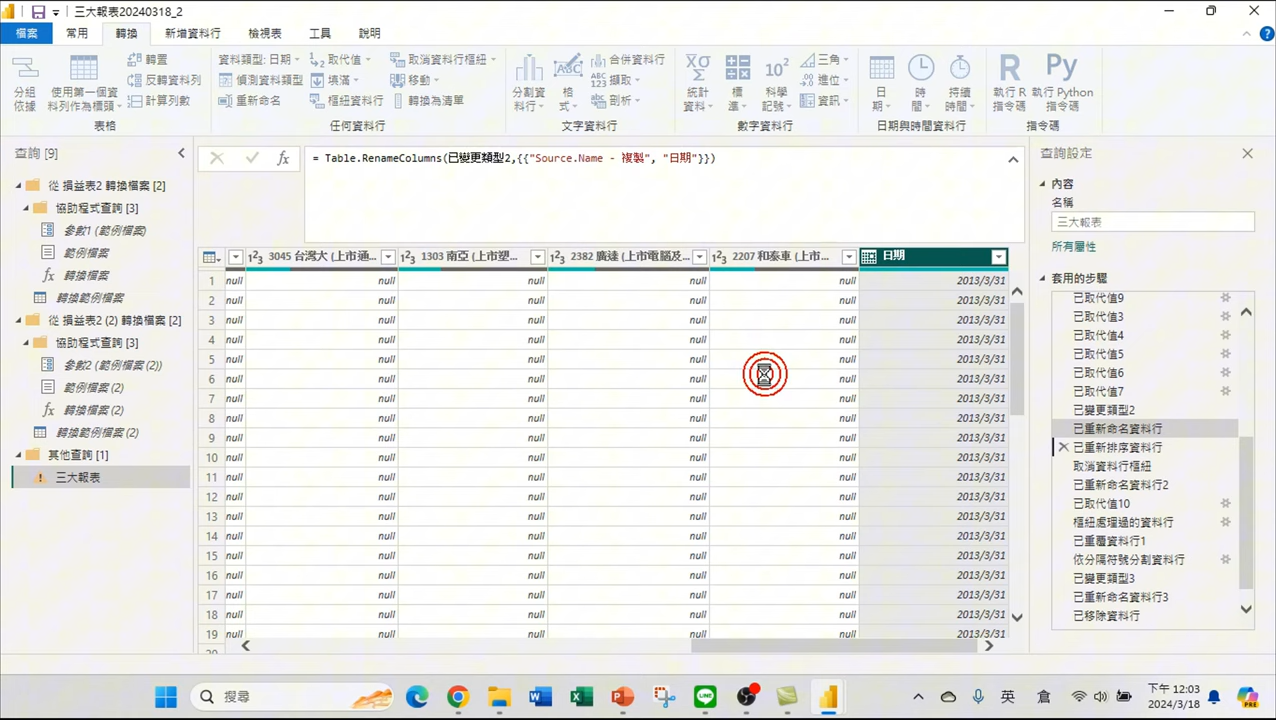 三大報表20240318_2
檔案 常用 轉換 新增資料行 檢視表 工具 說明
分組依據
使用第一個資料列作為標頭
轉置
反轉資料列
計算列數
表格
資料類型: 日期
偵測資料類型
重新命名
取代值
填滿
樞紐資料行
取消資料行樞紐
移動
轉換為清單
任何資料行
分割資料行
格式
合併資料行
擷取
剖析
文字資料行
統計資料
標準
科學記號
三角
進位
資訊
數字資料行
日期
時間
持續時間
日期與時間資料行
執行 R 指令碼
執行 Python 指令碼
指令碼
查詢 [9]
從 損益表2 轉換檔案 [2]
協助程式查詢 [3]
參數1 (範例檔案)
範例檔案
轉換檔案
轉換範例檔案
從 損益表2 (2) 轉換檔案 [2]
協助程式查詢 [3]
參數2 (範例檔案 (2))
範例檔案 (2)
轉換檔案 (2)
轉換範例檔案 (2)
其他查詢 [1]
三大報表
= Table.RenameColumns(已變更類型2,{{"Source.Name - 複製", "日期"}})
3045 台灣大 (上市通... 1303 南亞 (上市塑... 2382 廣達 (上市電腦及... 2207 和泰車 (上市... 日期
1 null null null null null 2013/3/31
2 null null null null null 2013/3/31
3 null null null null null 2013/3/31
4 null null null null null 2013/3/31
5 null null null null null 2013/3/31
6 null null null null null 2013/3/31
7 null null null null null 2013/3/31
8 null null null null null 2013/3/31
9 null null null null null 2013/3/31
10 null null null null null 2013/3/31
11 null null null null null 2013/3/31
12 null null null null null 2013/3/31
13 null null null null null 2013/3/31
14 null null null null null 2013/3/31
15 null null null null null 2013/3/31
16 null null null null null 2013/3/31
17 null null null null null 2013/3/31
18 null null null null null 2013/3/31
19 null null null null null 2013/3/31
查詢設定
內容
名稱
三大報表
所有屬性
套用的步驟
已取代值9
已取代值3
已取代值4
已取代值5
已取代值6
已取代值7
已變更類型2
已重新命名資料行
已重新排序資料行
取消資料行樞紐
已重新命名資料行2
已取代值10
樞紐處理過的資料行
已重覆資料行1
依分隔符號分割資料行
已變更類型3
已重新命名資料行3
已移除資料行
搜尋
英
倉
下午 12:03
2024/3/18